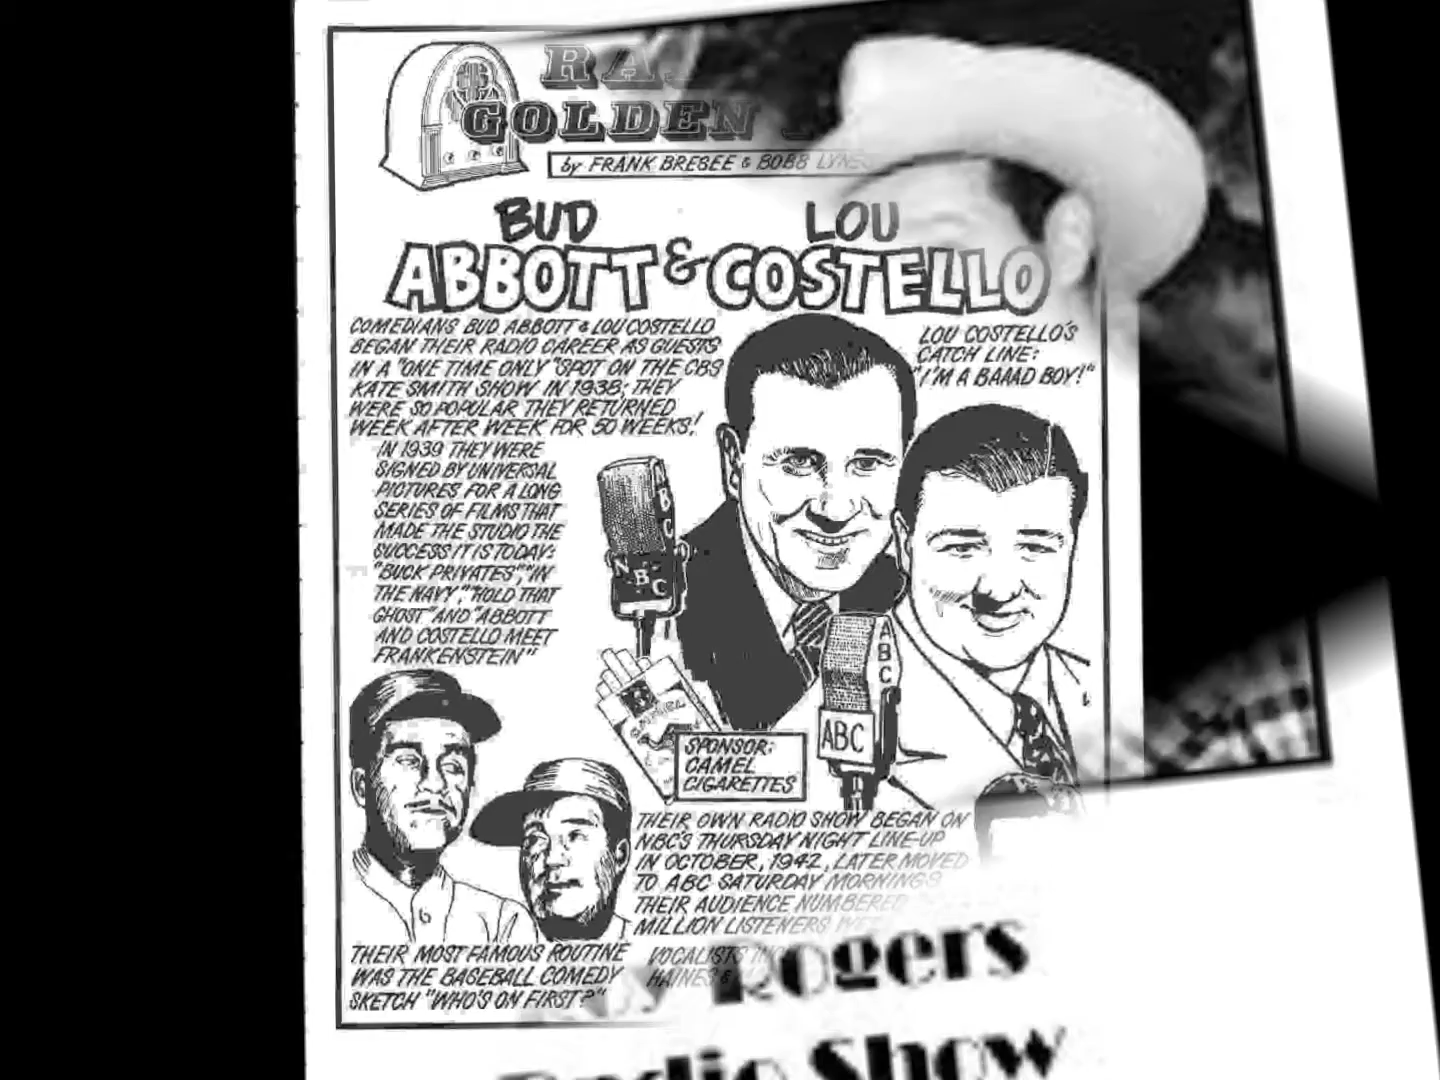 GOLDEN
by FRANK BRESEE & BOBB
BUD LOU
ABBOTT & COSTELLO
COMEDIANS BUD ABBOTT & LOU COSTELLO
BEGAN THEIR RADIO CAREER AS GUESTS
IN A "ONE TIME ONLY" SPOT ON THE CBS
KATE SMITH SHOW IN 1938; THEY
WERE SO POPULAR THEY RETURNED
WEEK AFTER WEEK FOR 50 WEEKS!
IN 1939 THEY WERE
SIGNED BY UNIVERSAL
PICTURES FOR A LONG
SERIES OF FILMS THAT
MADE THE STUDIO THE
SUCCESS IT IS TODAY:
"BUCK PRIVATES", "IN
THE NAVY", "HOLD THAT
GHOST" AND "ABBOTT
AND COSTELLO MEET
FRANKENSTEIN"
LOU COSTELLO'S
CATCH LINE:
"I'M A BAAAD BOY!"
NBC
BC
ABC
ABC
CAMEL
SPONSOR:
CAMEL
CIGARETTES
THEIR OWN RADIO SHOW BEGAN ON
NBC'S THURSDAY NIGHT LINE-UP
IN OCTOBER, 1942, LATER MOVED
TO ABC SATURDAY MORNINGS
THEIR AUDIENCE NUMBERED
MILLION LISTENERS
VOCALISTS
HAINES &
THEIR MOST FAMOUS ROUTINE
WAS THE BASEBALL COMEDY
SKETCH "WHO'S ON FIRST?"
Rogers
Radio Show